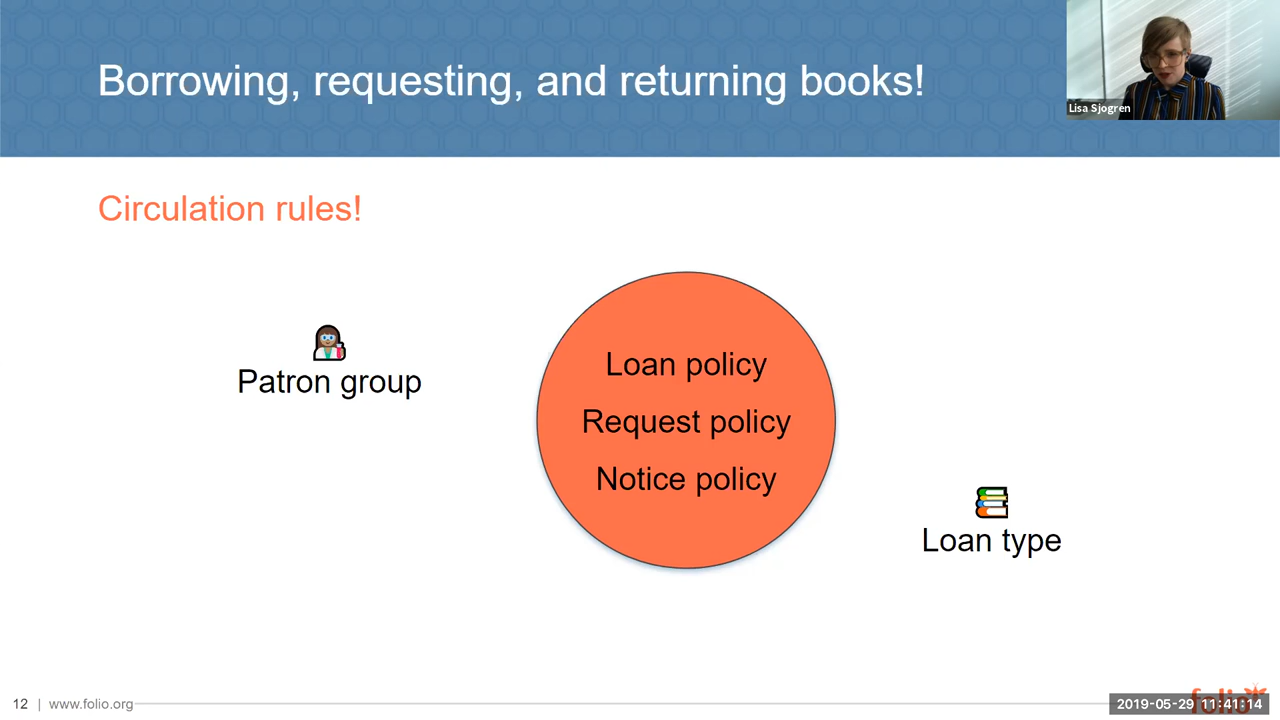 Borrowing, requesting, and returning books!
Lisa Sjogren
Circulation rules!
Patron group
Loan policy
Request policy
Notice policy
Loan type
12 | www.folio.org
folio
2019-05-29 11:41:14